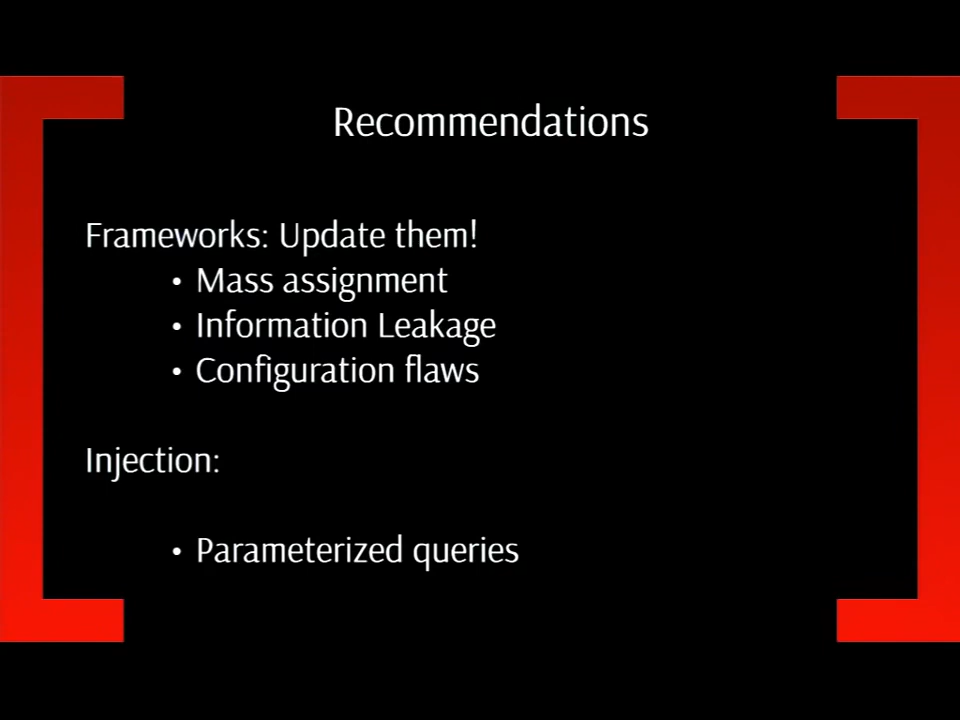 Recommendations
Frameworks: Update them!
• Mass assignment
• Information Leakage
• Configuration flaws
Injection:
• Parameterized queries